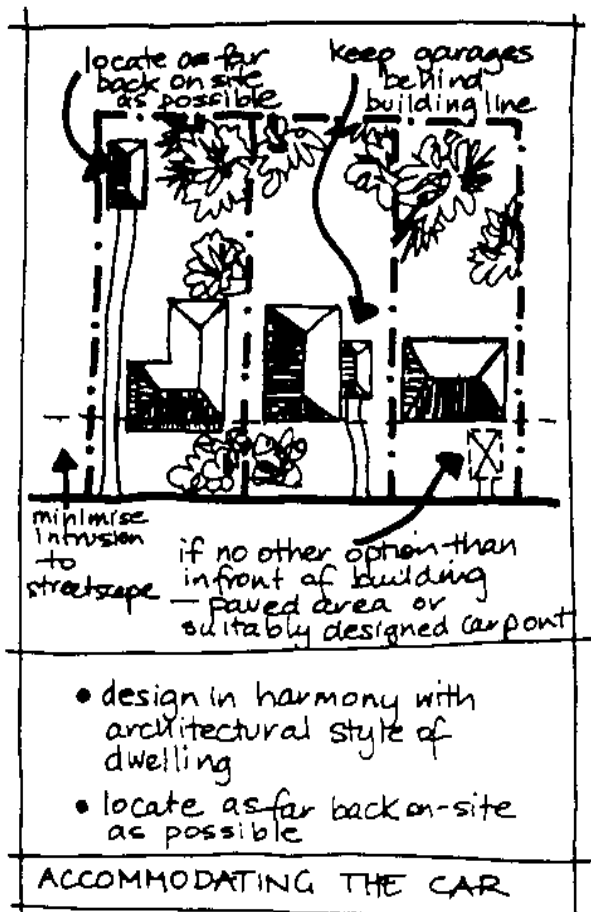 locate as far
back on site
as possible
keep garages
behind
building line
minimise
intrusion
to
streetscape
if no other option than
infront of building
— paved area or
suitably designed carport
• design in harmony with
architectural style of
dwelling
• locate as far back on-site
as possible
ACCOMMODATING THE CAR